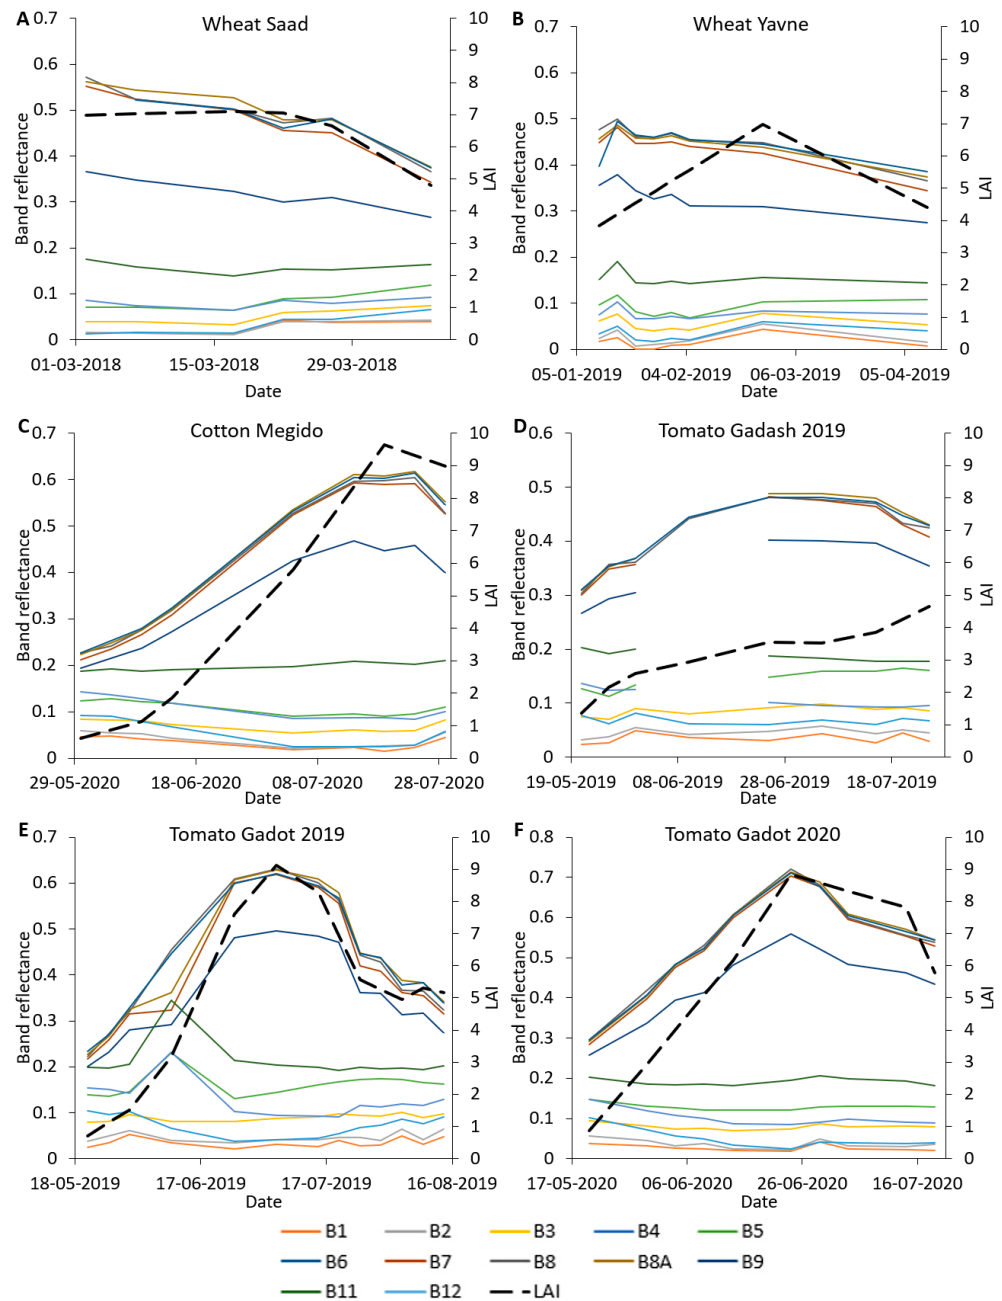 A Wheat Saad
0.7 0.6 0.5 0.4 0.3 0.2 0.1 0
Band reflectance
10 9 8 7 6 5 4 3 2 1 0
LAI
01-03-2018 15-03-2018 29-03-2018
Date
B Wheat Yavne
0.7 0.6 0.5 0.4 0.3 0.2 0.1 0
Band reflectance
10 9 8 7 6 5 4 3 2 1 0
LAI
05-01-2019 04-02-2019 06-03-2019 05-04-2019
Date
C Cotton Megido
0.7 0.6 0.5 0.4 0.3 0.2 0.1 0
Band reflectance
10 9 8 7 6 5 4 3 2 1 0
LAI
29-05-2020 18-06-2020 08-07-2020 28-07-2020
Date
D Tomato Gadash 2019
0.6 0.5 0.4 0.3 0.2 0.1 0
Band reflectance
10 9 8 7 6 5 4 3 2 1 0
LAI
19-05-2019 08-06-2019 28-06-2019 18-07-2019
Date
E Tomato Gadot 2019
0.7 0.6 0.5 0.4 0.3 0.2 0.1 0
Band reflectance
10 9 8 7 6 5 4 3 2 1 0
LAI
18-05-2019 17-06-2019 17-07-2019 16-08-2019
Date
F Tomato Gadot 2020
0.8 0.7 0.6 0.5 0.4 0.3 0.2 0.1 0
Band reflectance
10 9 8 7 6 5 4 3 2 1 0
LAI
17-05-2020 06-06-2020 26-06-2020 16-07-2020
Date
B1 B2 B3 B4 B5
B6 B7 B8 B8A B9
B11 B12 LAI